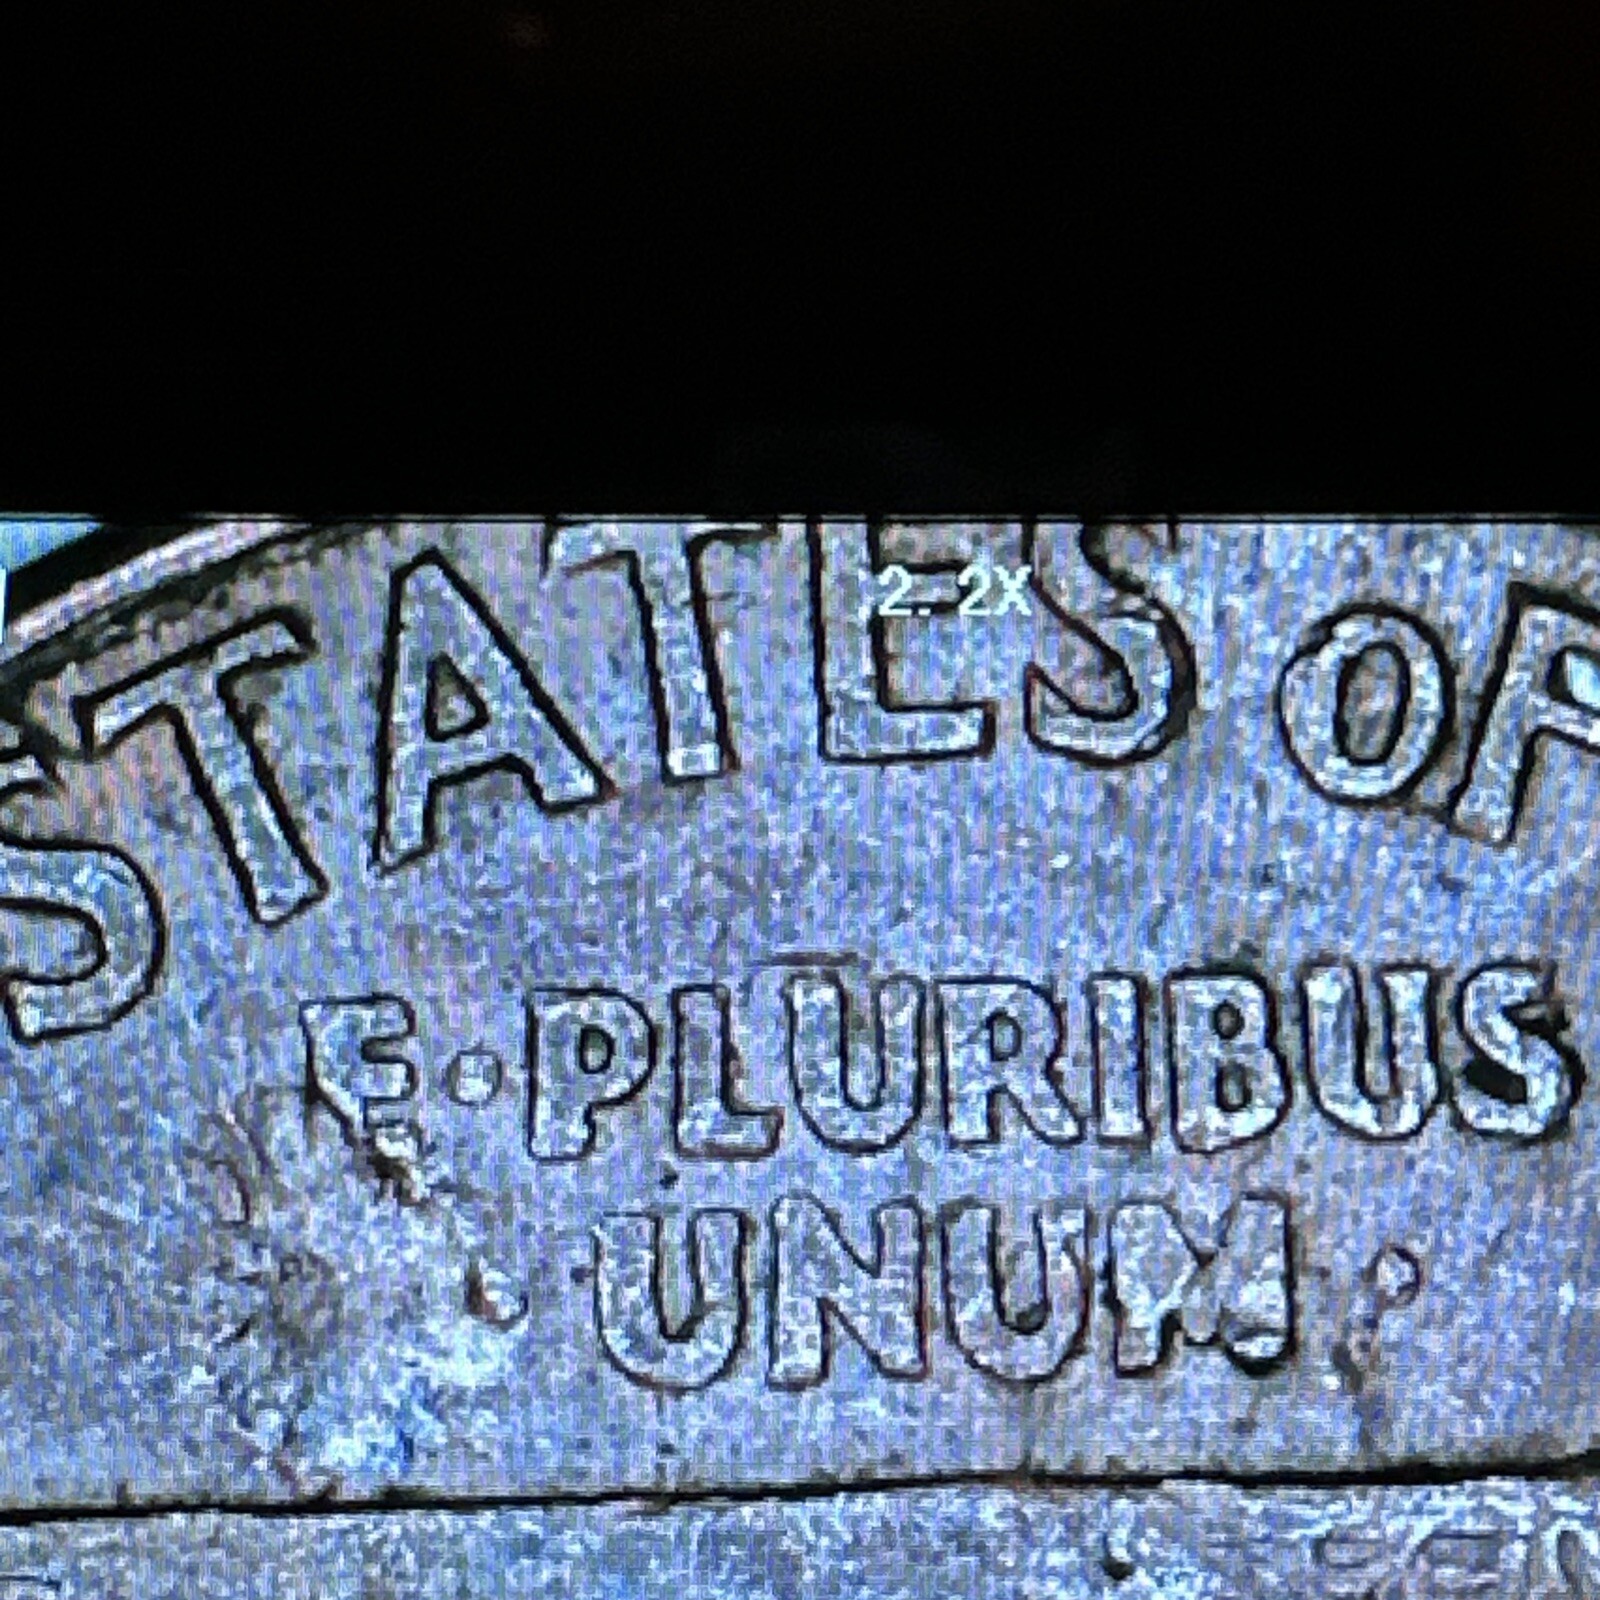 STATES OF
2.2X
E·PLURIBUS
·UNUM·